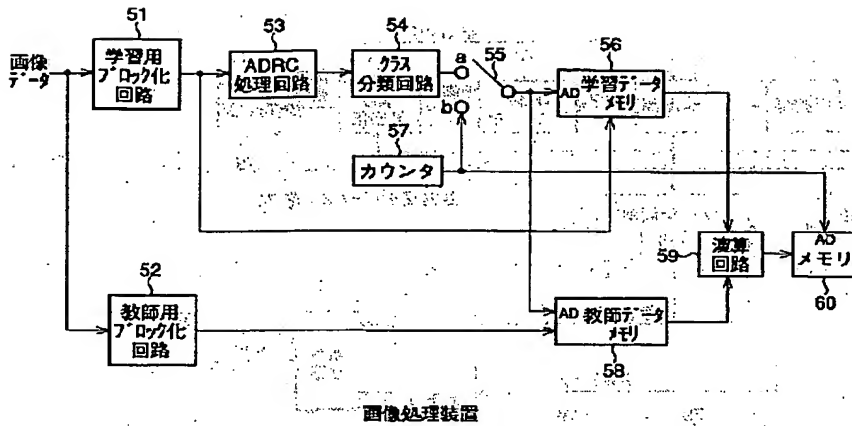 画像
データ
51
学習用
ブロック化
回路
53
ADRC
処理回路
54
クラス
分類回路
a
55
b
56
AD 学習データ
メモリ
57
カウンタ
52
教師用
ブロック化
回路
AD 教師データ
メモリ
58
59
演算
回路
AD
メモリ
60
画像処理装置